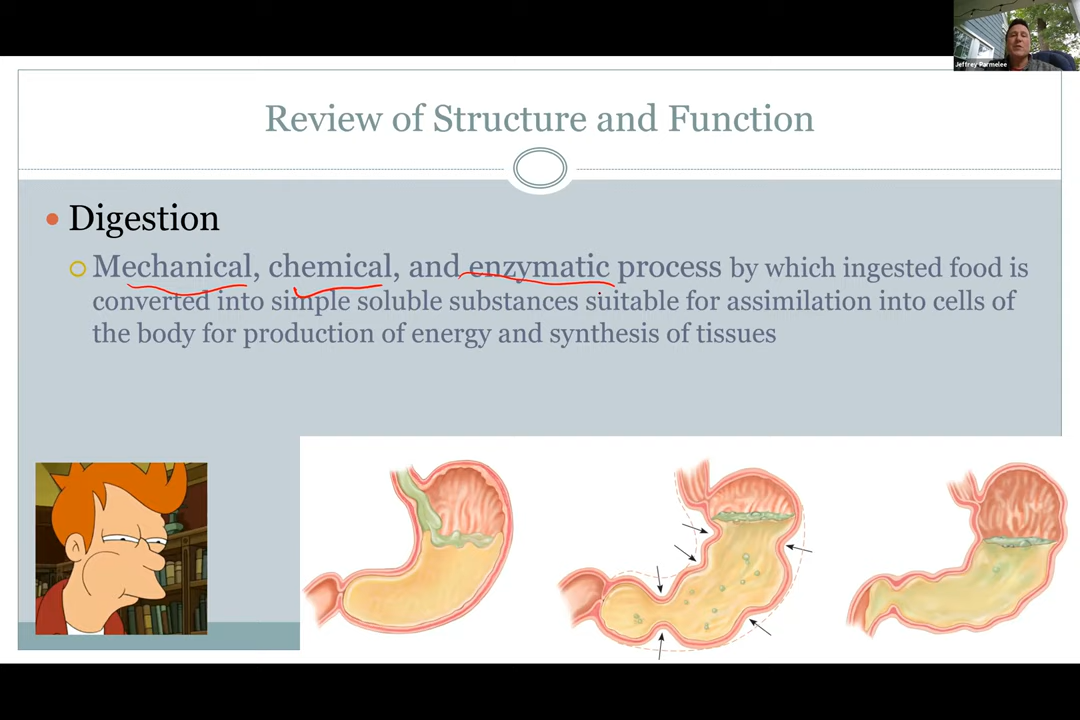 Jeffrey Parmelee
Review of Structure and Function
Digestion
Mechanical, chemical, and enzymatic process by which ingested food is
converted into simple soluble substances suitable for assimilation into cells of
the body for production of energy and synthesis of tissues